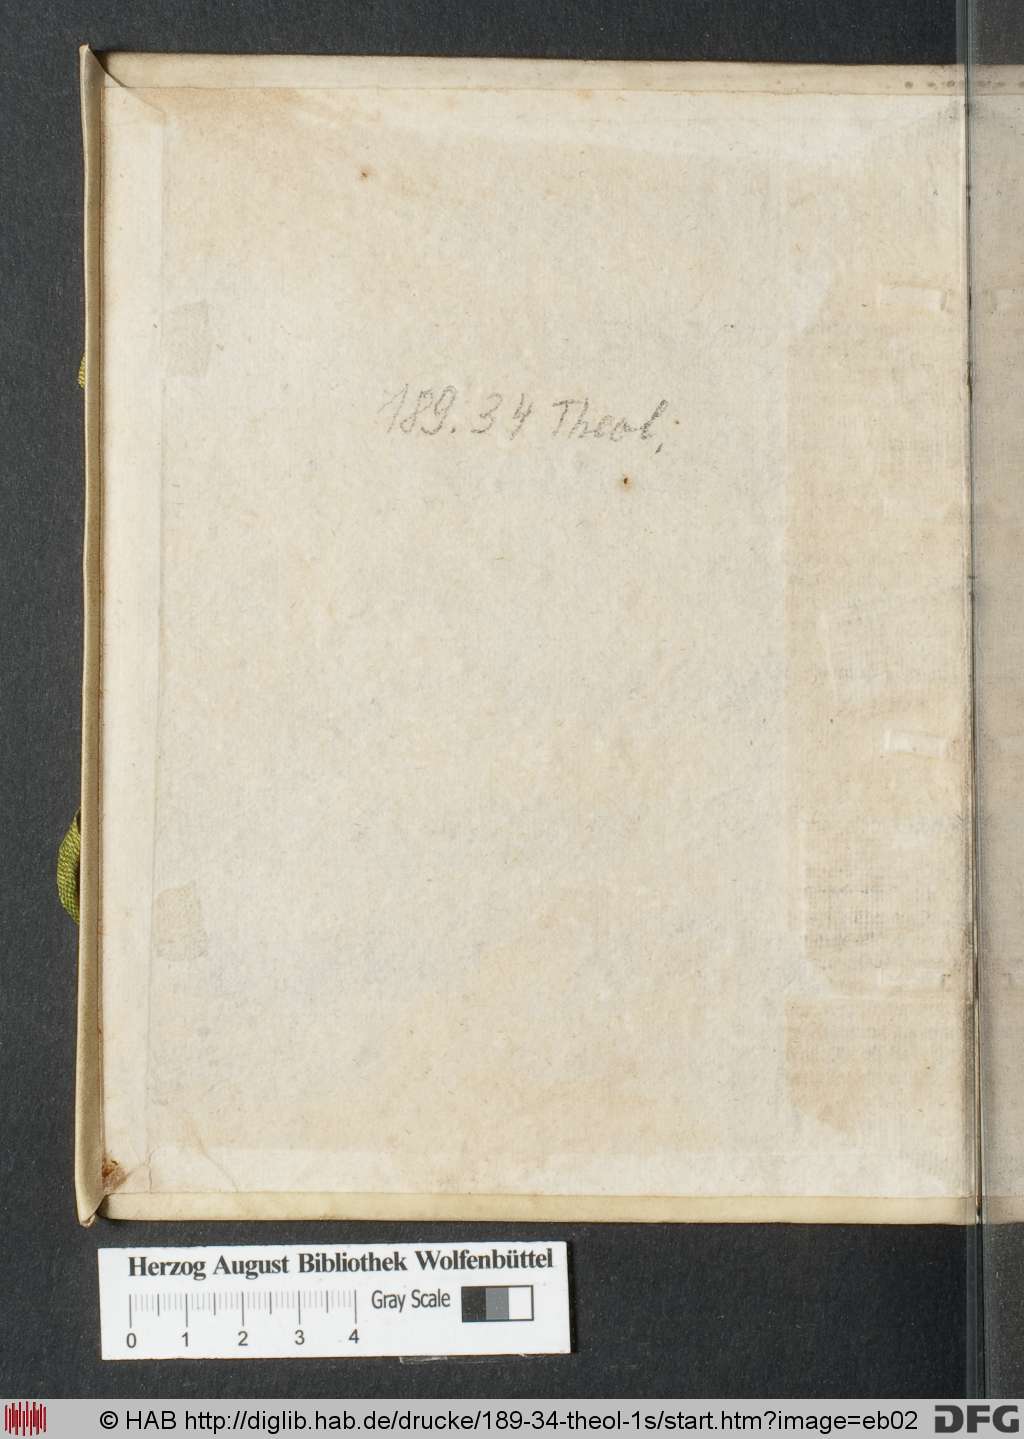 189.34 Theol.
Herzog August Bibliothek Wolfenbüttel
Gray Scale
0 1 2 3 4
© HAB http://diglib.hab.de/drucke/189-34-theol-1s/start.htm?image=eb02
DFG